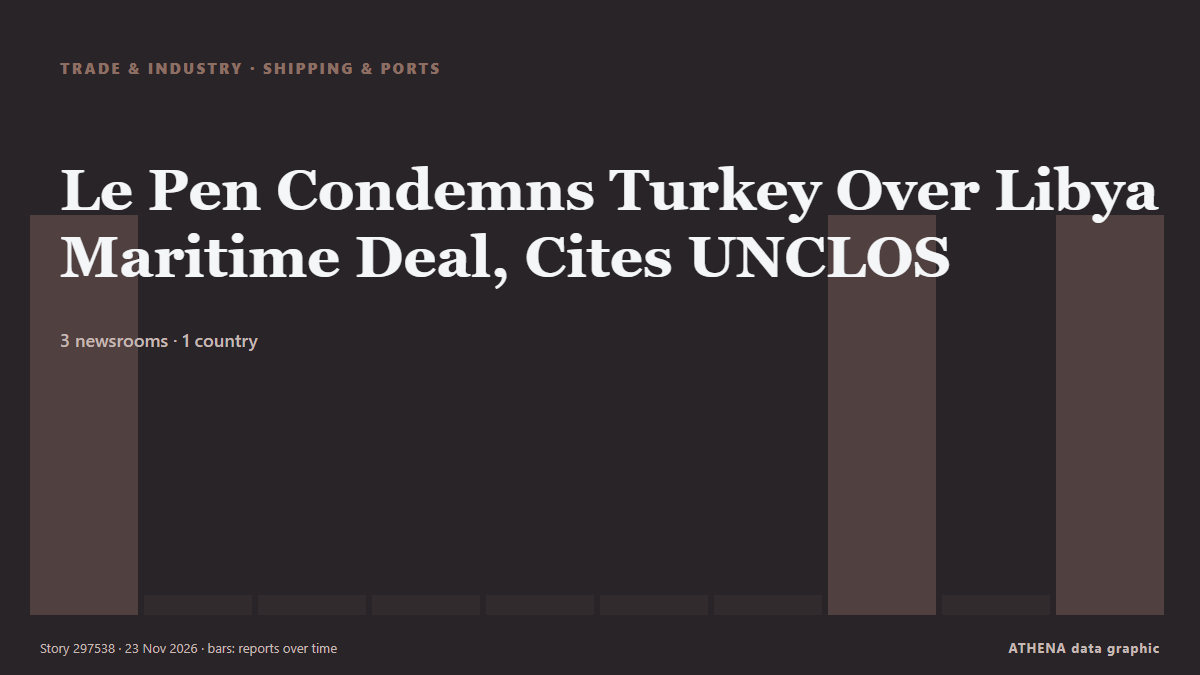 TRADE & INDUSTRY · SHIPPING & PORTS
Le Pen Condemns Turkey Over Libya
Maritime Deal, Cites UNCLOS
3 newsrooms · 1 country
Story 297538 · 23 Nov 2026 · bars: reports over time
ATHENA data graphic